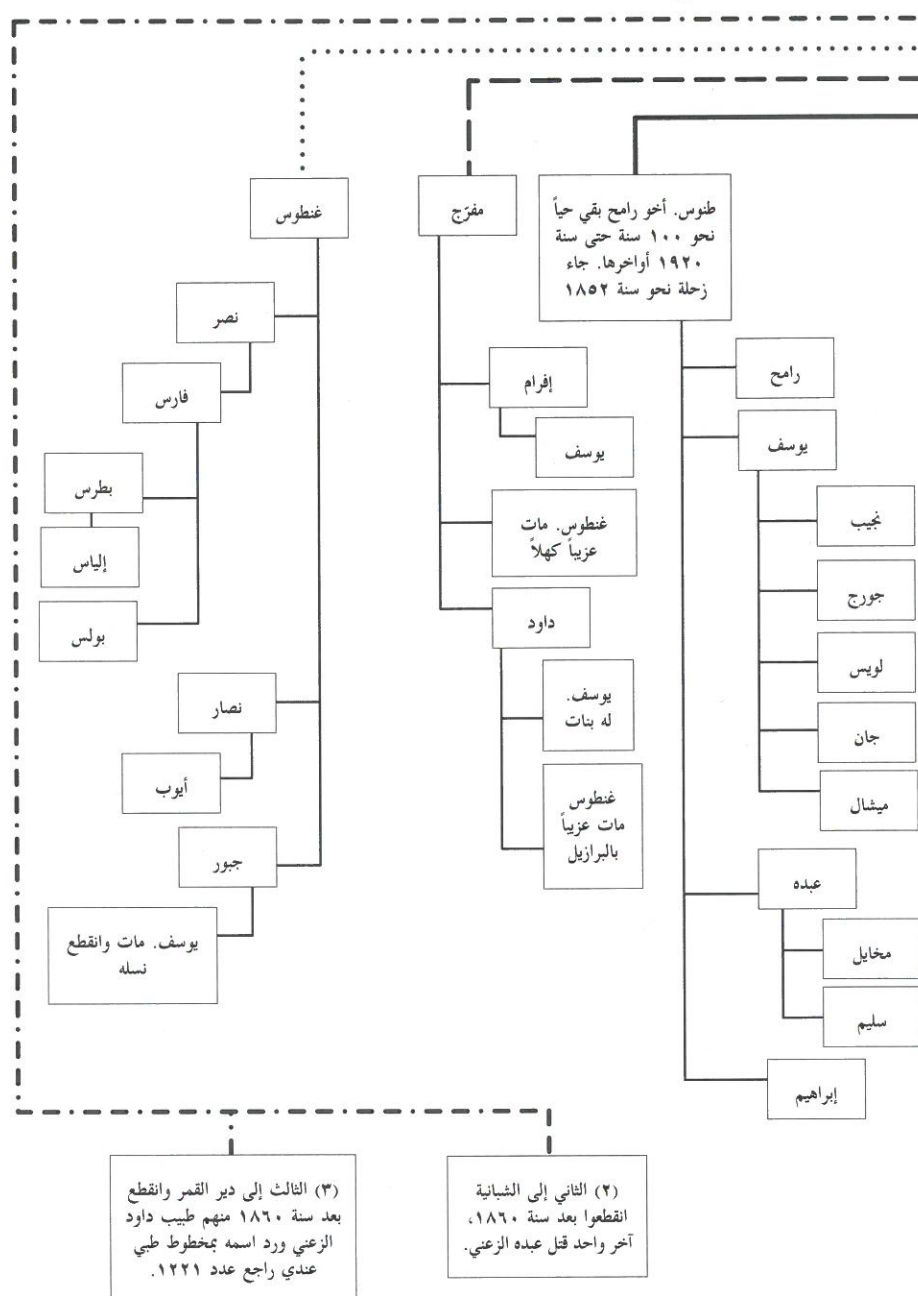 طنوس. أخو رامح بقي حياً
نحو ١٠٠ سنة حتى سنة
١٩٢٠ أواخرها. جاء
زحلة نحو سنة ١٨٥٢
رامح
يوسف
نجيب
جورج
لويس
جان
ميشال
عبده
مخايل
سليم
إبراهيم
مفرّج
إفرام
يوسف
غنطوس. مات
عزيباً كهلاً
داود
يوسف.
له بنات
غنطوس
مات عزيباً
بالبرازيل
غنطوس
نصر
فارس
بطرس
إلياس
بولس
نصار
أيوب
جبور
يوسف. مات وانقطع
نسله
(٢) الثاني إلى الشبانية
انقطعوا بعد سنة ١٨٦٠،
آخر واحد قتل عبده الزعني.
(٣) الثالث إلى دير القمر وانقطع
بعد سنة ١٨٦٠ منهم طبيب داود
الزعني ورد اسمه بمخطوط طبي
عندي راجع عدد ١٢٢١.